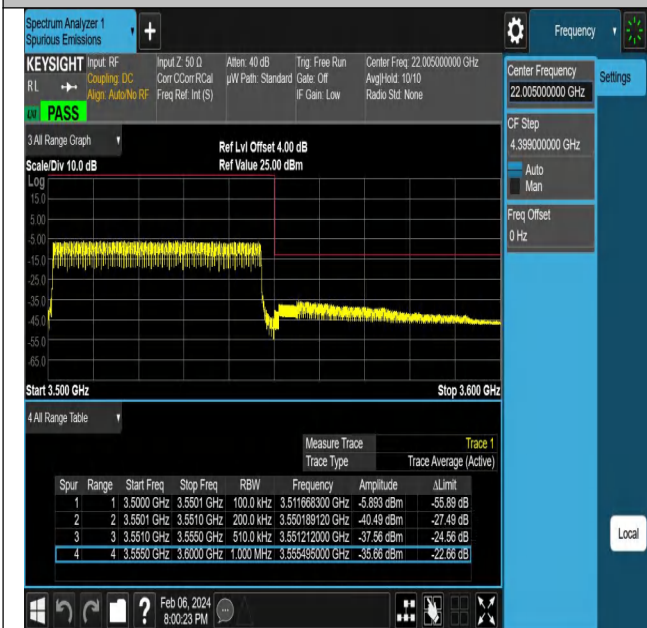 Spectrum Analyzer 1
Spurious Emissions
Frequency
KEYSIGHT
RL
PASS
Input: RF
Coupling: DC
Align: Auto/No RF
Input Z: 50 Ω
Corr CCorr RCal
Freq Ref: Int (S)
Atten: 40 dB
µW Path: Standard
Trig: Free Run
Gate: Off
IF Gain: Low
Center Freq: 22.005000000 GHz
Avg|Hold: 10/10
Radio Std: None
3 All Range Graph
Scale/Div 10.0 dB
Ref Lvl Offset 4.00 dB
Ref Value 25.00 dBm
Log
15.0
5.00
-5.00
-15.0
-25.0
-35.0
-45.0
-55.0
-65.0
Start 3.500 GHz
Stop 3.600 GHz
4 All Range Table
Measure Trace Trace 1
Trace Type Trace Average (Active)
Spur Range Start Freq Stop Freq RBW Frequency Amplitude ΔLimit
1 1 3.5000 GHz 3.5501 GHz 100.0 kHz 3.511668300 GHz -5.893 dBm -55.89 dB
2 2 3.5501 GHz 3.5510 GHz 200.0 kHz 3.550189120 GHz -40.49 dBm -27.49 dB
3 3 3.5510 GHz 3.5550 GHz 510.0 kHz 3.551212000 GHz -37.56 dBm -24.56 dB
4 4 3.5550 GHz 3.6000 GHz 1.000 MHz 3.555495000 GHz -35.66 dBm -22.66 dB
Feb 06, 2024
8:00:23 PM
Center Frequency
22.005000000 GHz
Settings
CF Step
4.399000000 GHz
Auto
Man
Freq Offset
0 Hz
Local